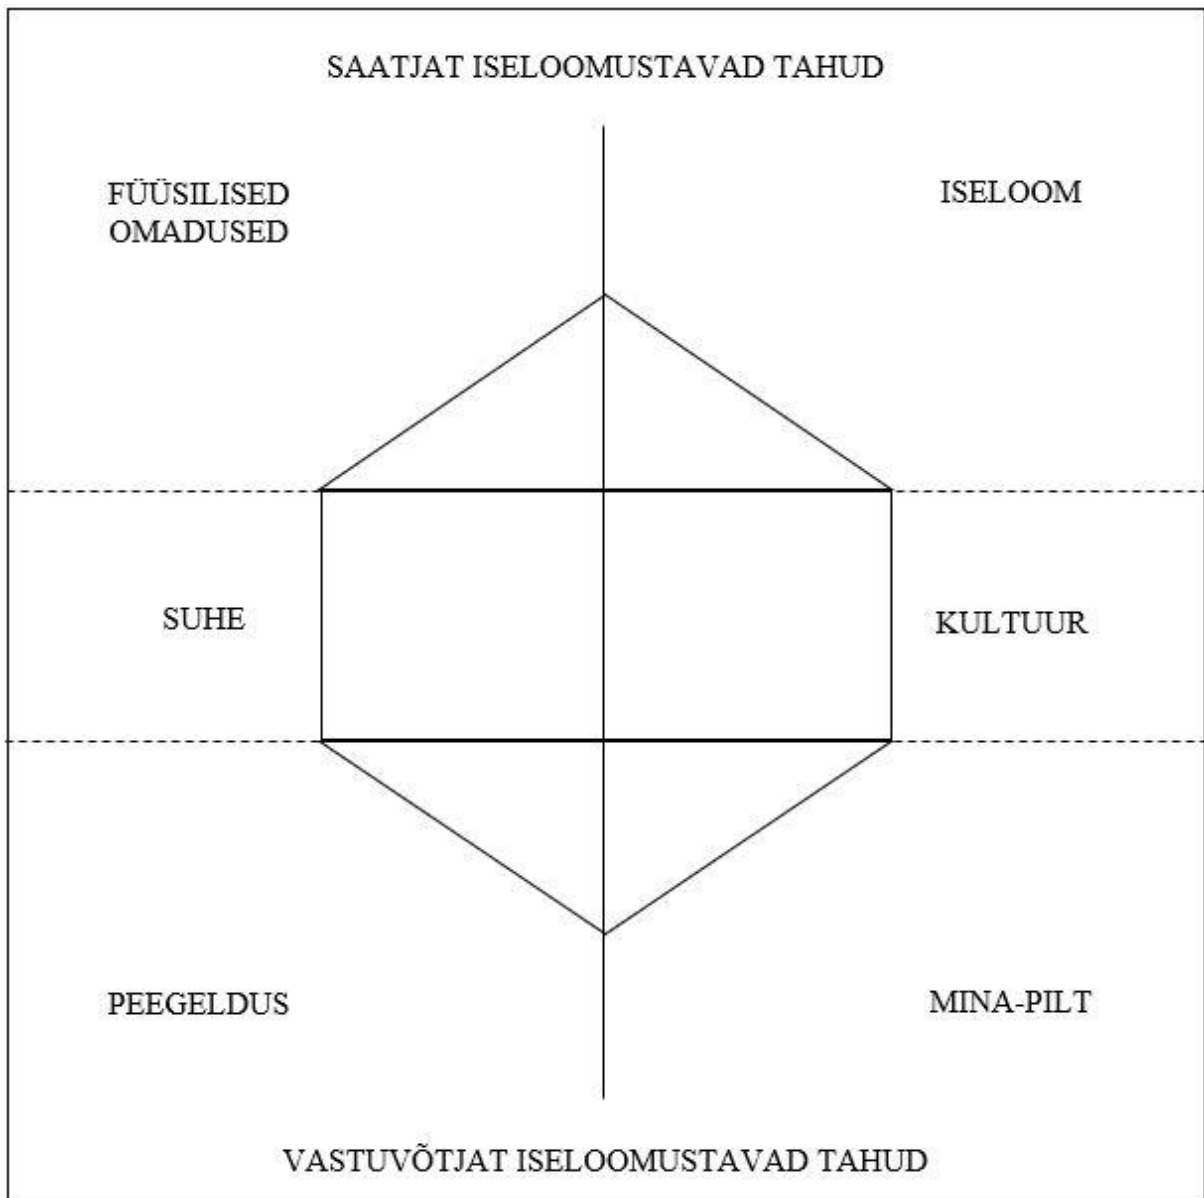 SAATJAT ISELOOMUSTAVAD TAHUD
FÜÜSILISED
OMADUSED
ISELOOM
SUHE
KULTUUR
PEEGELDUS
MINA-PILT
VASTUVÕTJAT ISELOOMUSTAVAD TAHUD